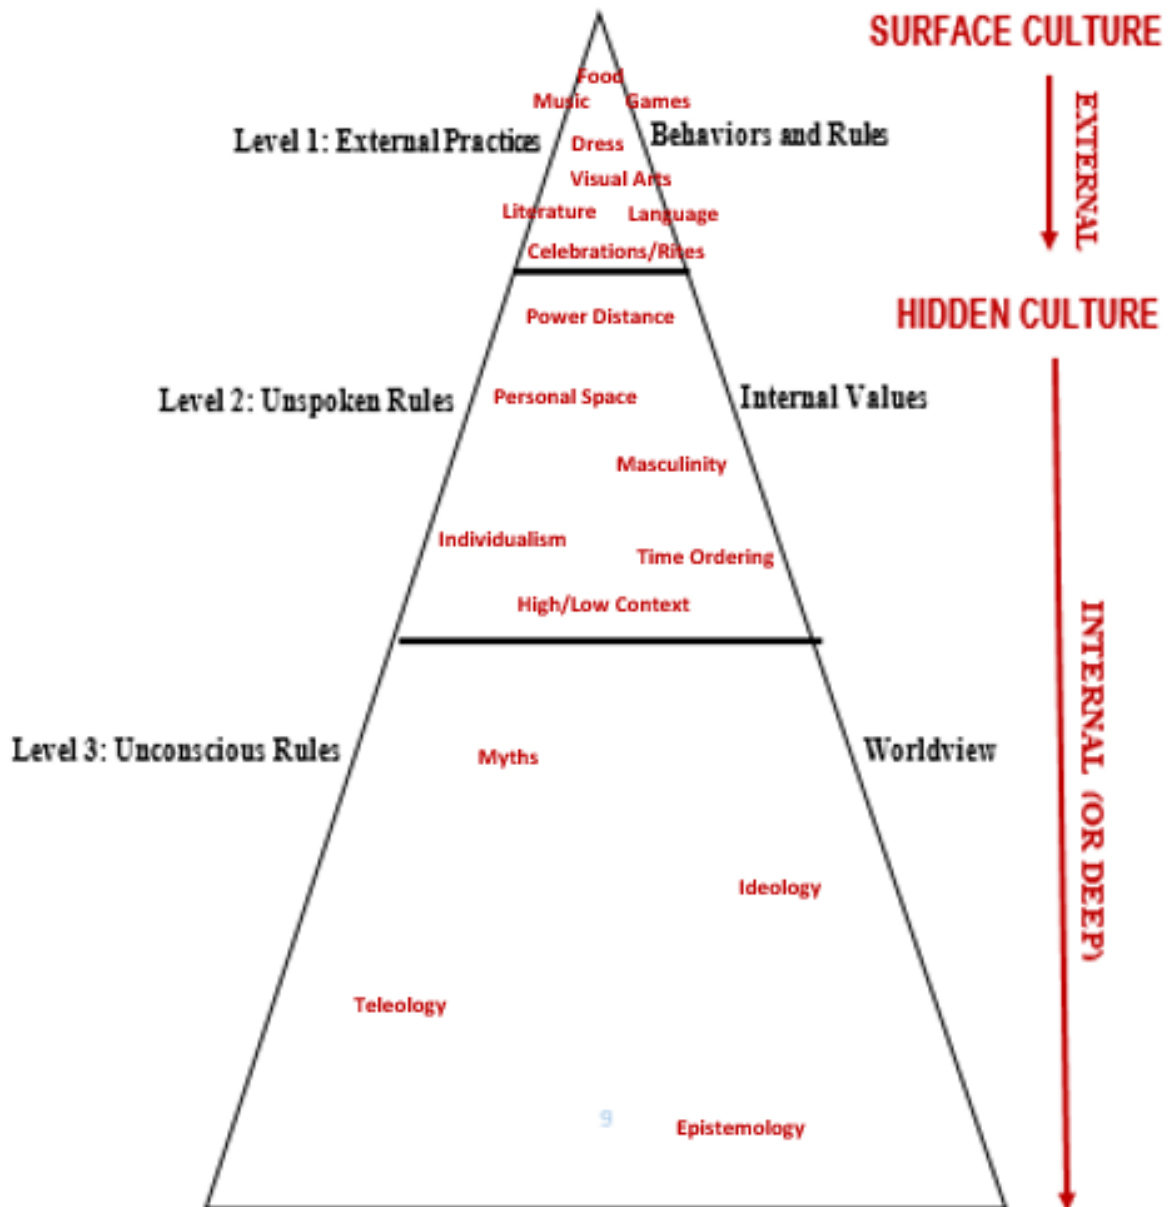 SURFACE CULTURE
Food
Music Games
EXTERNAL
Level 1: External Practices
Behaviors and Rules
Dress
Visual Arts
Literature Language
Celebrations/Rites
HIDDEN CULTURE
Power Distance
Level 2: Unspoken Rules
Personal Space
Internal Values
Masculinity
Individualism
Time Ordering
High/Low Context
INTERNAL (OR DEEP)
Level 3: Unconscious Rules
Myths
Worldview
Ideology
Teleology
9
Epistemology